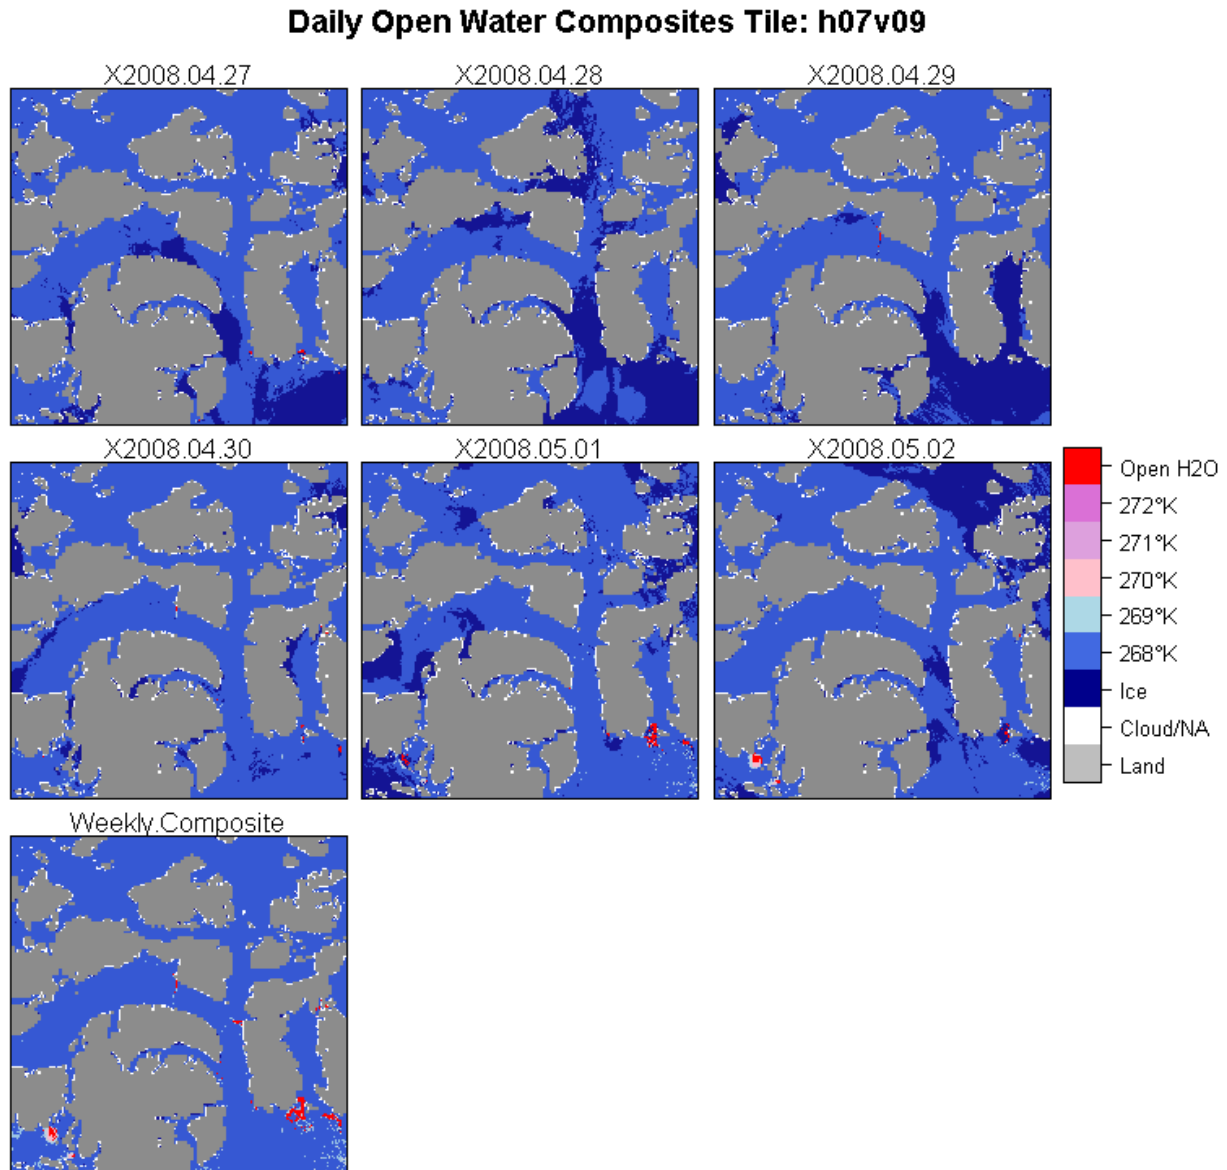 Daily Open Water Composites Tile: h07v09
X2008.04.27
X2008.04.28
X2008.04.29
X2008.04.30
X2008.05.01
X2008.05.02
Open H2O
272°K
271°K
270°K
269°K
268°K
Ice
Cloud/NA
Land
Weekly.Composite